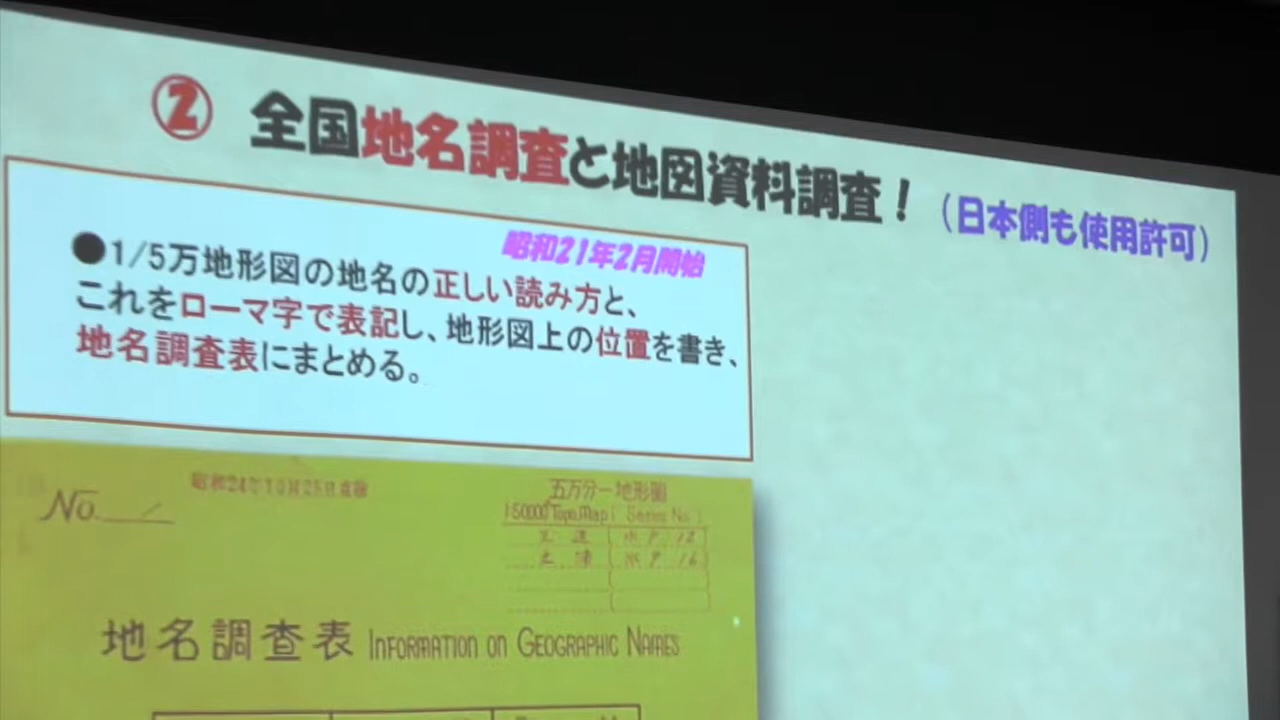 ② 全国地名調査と地図資料調査！（日本側も使用許可）
昭和21年2月開始
●1/5万地形図の地名の正しい読み方と、
これをローマ字で表記し、地形図上の位置を書き、
地名調査表にまとめる。
No.
五万分一地形圖
地名調査表 INFORMATION ON GEOGRAPHIC NAMES